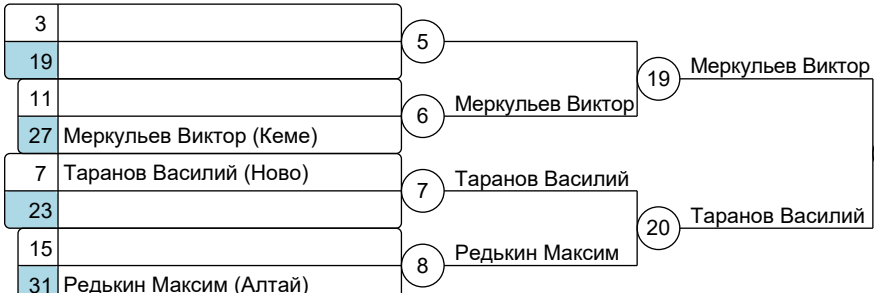 3
5
19
19 Меркульев Виктор
11
6 Меркульев Виктор
27 Меркульев Виктор (Кеме)
7 Таранов Василий (Ново)
7 Таранов Василий
23
20 Таранов Василий
15
8 Редькин Максим
31 Редькин Максим (Алтай)